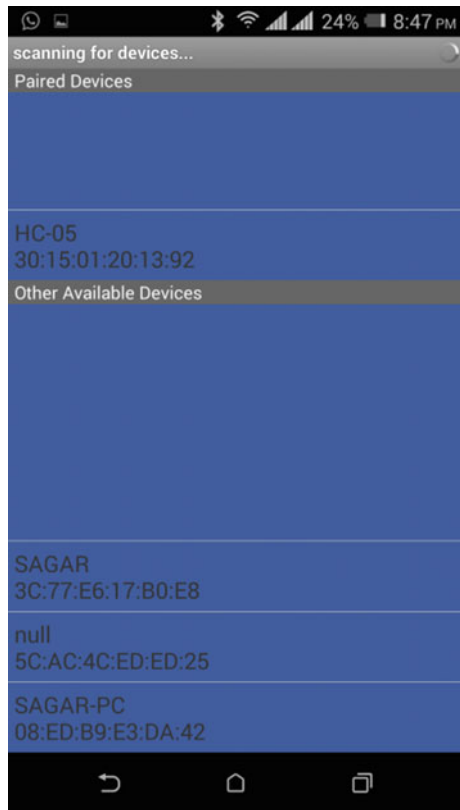 24% 8:47 PM
scanning for devices...
Paired Devices
HC-05
30:15:01:20:13:92
Other Available Devices
SAGAR
3C:77:E6:17:B0:E8
null
5C:AC:4C:ED:ED:25
SAGAR-PC
08:ED:B9:E3:DA:42